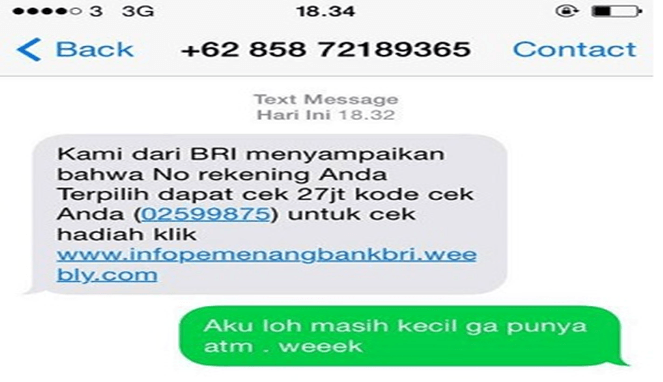 3 3G 18.34
Back +62 858 72189365 Contact
Text Message
Hari Ini 18.32
Kami dari BRI menyampaikan
bahwa No rekening Anda
Terpilih dapat cek 27jt kode cek
Anda (02599875) untuk cek
hadiah klik
www.infopemenangbankbri.wee
bly.com
Aku loh masih kecil ga punya
atm . weeek